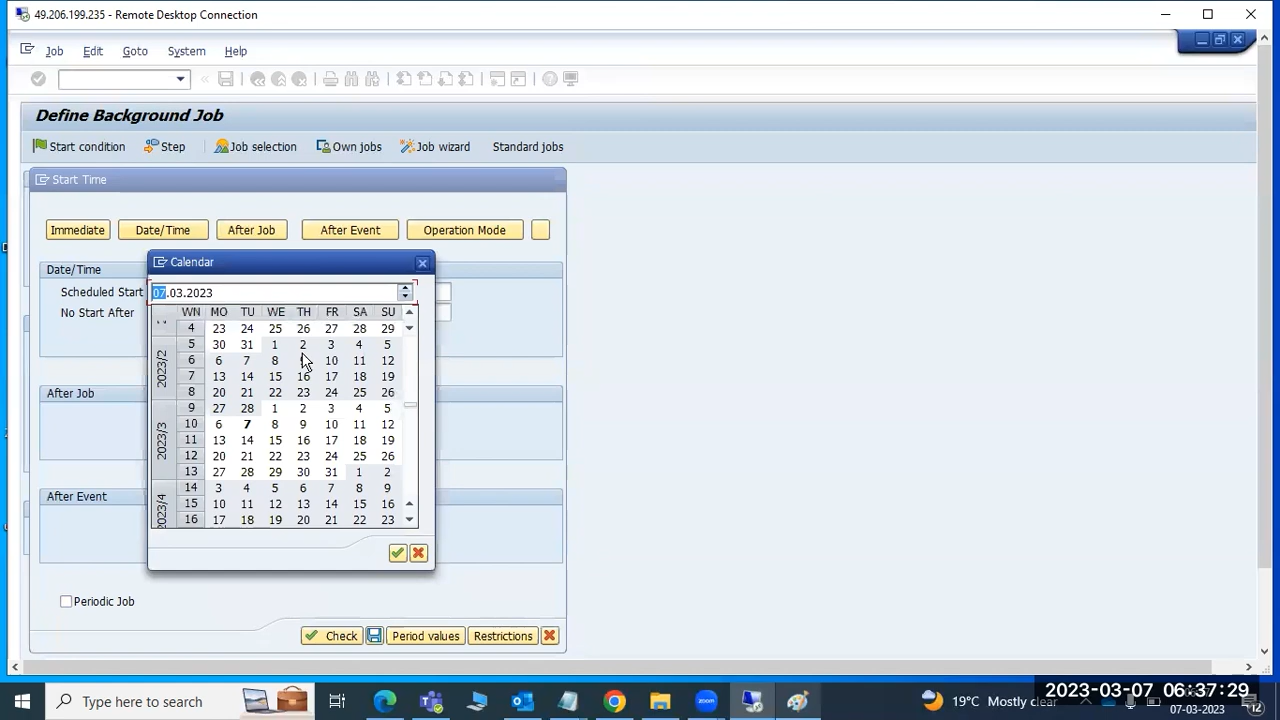 49.206.199.235 - Remote Desktop Connection
Job Edit Goto System Help
Define Background Job
Start condition Step Job selection Own jobs Job wizard Standard jobs
Start Time
Immediate Date/Time After Job After Event Operation Mode
Calendar
Date/Time
Scheduled Start
No Start After
07.03.2023
WN MO TU WE TH FR SA SU
4 23 24 25 26 27 28 29
5 30 31 1 2 3 4 5
2023/2
6 6 7 8 10 11 12
7 13 14 15 16 17 18 19
8 20 21 22 23 24 25 26
After Job
9 27 28 1 2 3 4 5
10 6 7 8 9 10 11 12
2023/3
11 13 14 15 16 17 18 19
12 20 21 22 23 24 25 26
13 27 28 29 30 31 1 2
14 3 4 5 6 7 8 9
After Event
15 10 11 12 13 14 15 16
2023/4
16 17 18 19 20 21 22 23
Periodic Job
Check Period values Restrictions
Type here to search
zoom
19°C Mostly clear
2023-03-07 06:37:29
07-03-2023
12